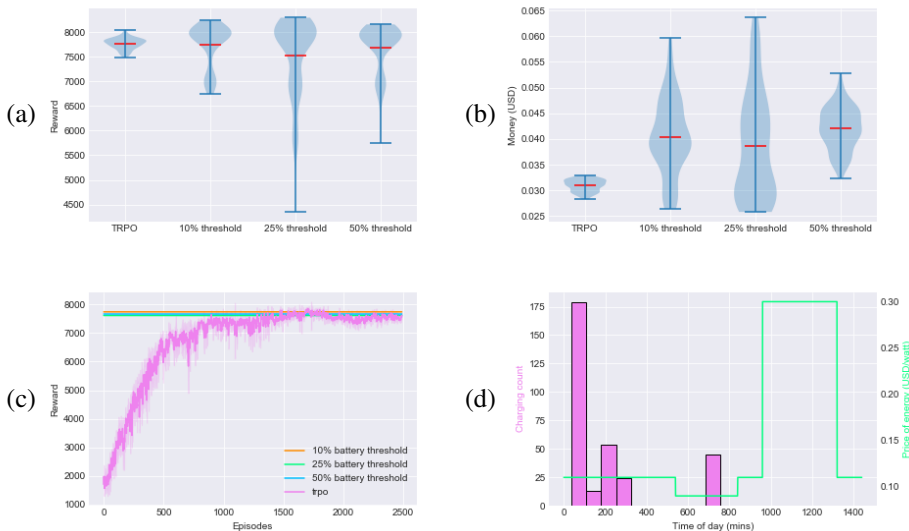 (a)
Reward
8000
7500
7000
6500
6000
5500
5000
4500
TRPO 10% threshold 25% threshold 50% threshold
(b)
Money (USD)
0.065
0.060
0.055
0.050
0.045
0.040
0.035
0.030
0.025
TRPO 10% threshold 25% threshold 50% threshold
(c)
Reward
8000
7000
6000
5000
4000
3000
2000
1000
10% battery threshold
25% battery threshold
50% battery threshold
trpo
0 500 1000 1500 2000 2500
Episodes
(d)
Charging count
175
150
125
100
75
50
25
0
0 200 400 600 800 1000 1200 1400
Time of day (mins)
0.30
0.25
0.20
0.15
0.10
Price of energy (USD/watt)